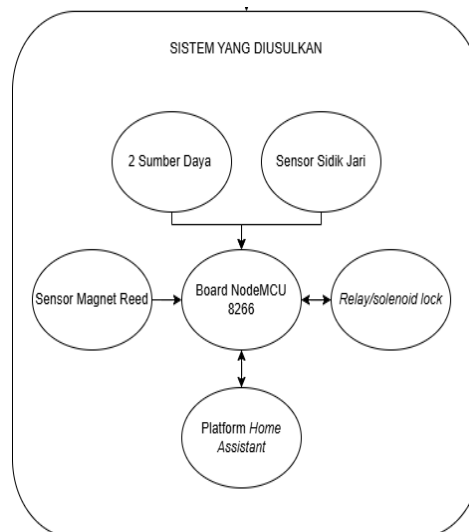 SISTEM YANG DIUSULKAN
2 Sumber Daya
Sensor Sidik Jari
Sensor Magnet Reed
Board NodeMCU
8266
Relay/solenoid lock
Platform Home
Assistant